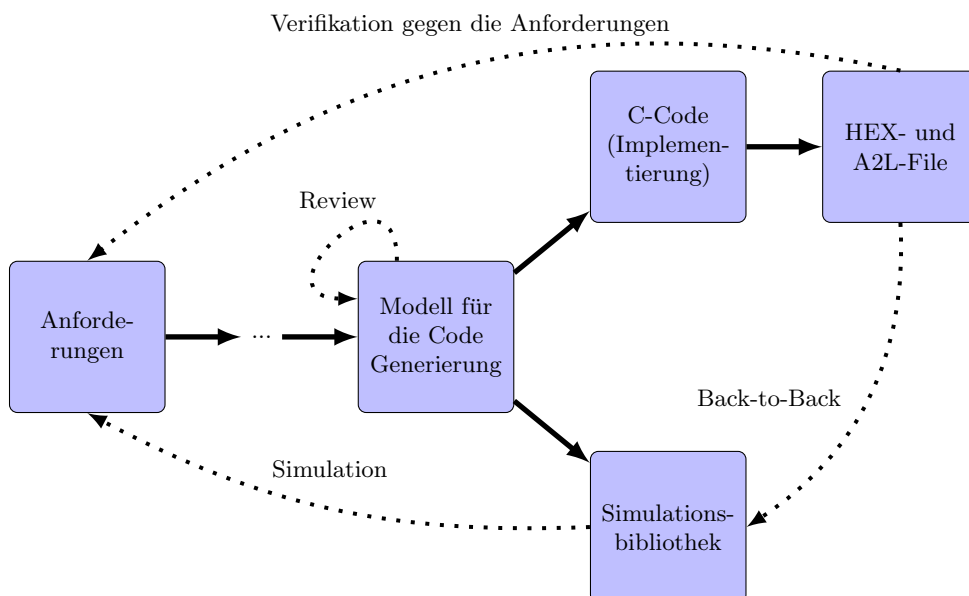 Verifikation gegen die Anforderungen
C-Code
(Implemen-
tierung)
HEX- und
A2L-File
Review
Anforde-
rungen
...
Modell für
die Code
Generierung
Back-to-Back
Simulation
Simulations-
bibliothek